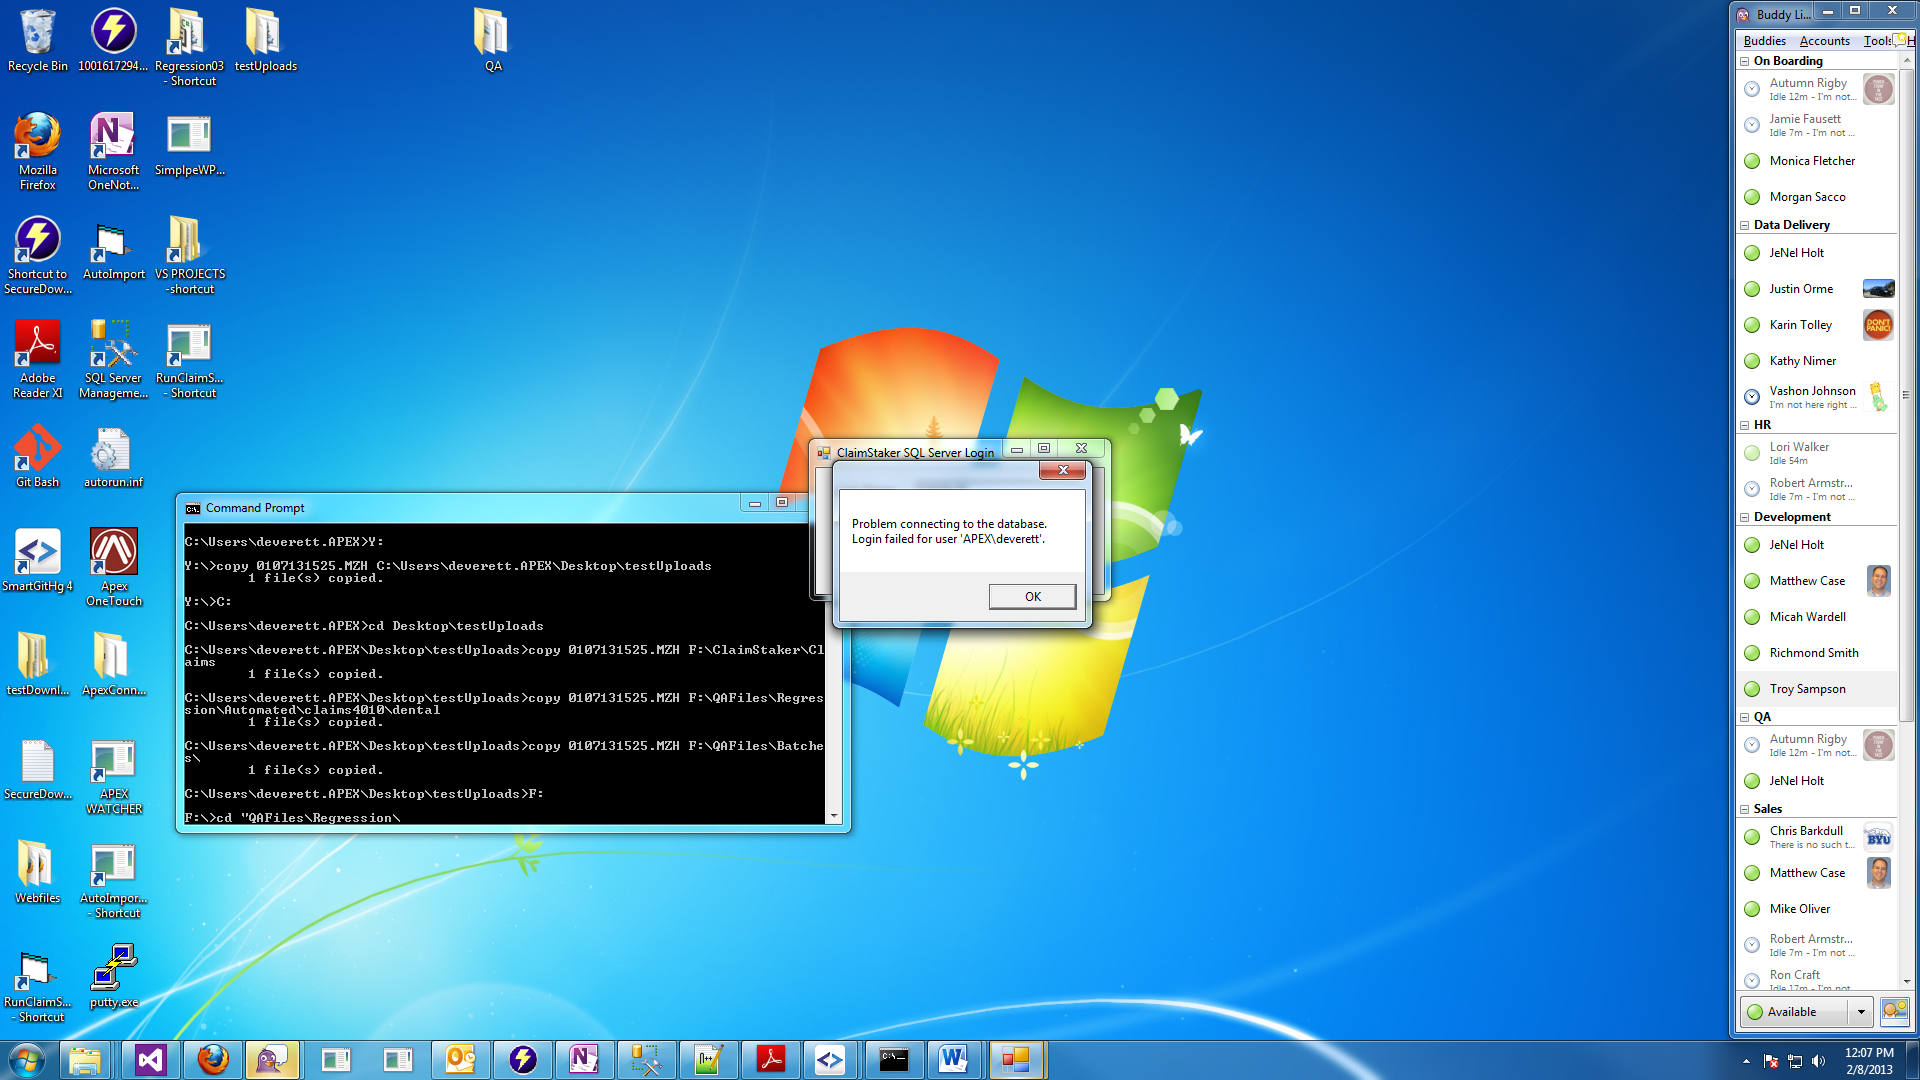 Recycle Bin
1001617294...
Regression03
- Shortcut
testUploads
QA
Mozilla
Firefox
Microsoft
OneNot...
SimplpeWP...
Shortcut to
SecureDow...
AutoImport
VS PROJECTS
-shortcut
Adobe
Reader XI
SQL Server
Manageme...
RunClaimS...
- Shortcut
Git Bash
autorun.inf
SmartGitHg 4
Apex
OneTouch
testDownl...
ApexConn...
SecureDow...
APEX
WATCHER
Webfiles
AutoImpor...
- Shortcut
RunClaimS...
- Shortcut
putty.exe
Command Prompt
C:\Users\deverett.APEX>Y:
Y:\>copy 0107131525.MZH C:\Users\deverett.APEX\Desktop\testUploads
1 file(s) copied.
Y:\>C:
C:\Users\deverett.APEX>cd Desktop\testUploads
C:\Users\deverett.APEX\Desktop\testUploads>copy 0107131525.MZH F:\ClaimStaker\Cl
aims
1 file(s) copied.
C:\Users\deverett.APEX\Desktop\testUploads>copy 0107131525.MZH F:\QAFiles\Regres
sion\Automated\claims4010\dental
1 file(s) copied.
C:\Users\deverett.APEX\Desktop\testUploads>copy 0107131525.MZH F:\QAFiles\Batche
s\
1 file(s) copied.
C:\Users\deverett.APEX\Desktop\testUploads>F:
F:\>cd "QAFiles\Regression\
ClaimStaker SQL Server Login
Problem connecting to the database.
Login failed for user 'APEX\deverett'.
OK
Buddy Li...
Buddies Accounts Tools H
On Boarding
Autumn Rigby
Idle 12m - I'm not...
Jamie Fausett
Idle 7m - I'm not ...
Monica Fletcher
Morgan Sacco
Data Delivery
JeNel Holt
Justin Orme
Karin Tolley
DON'T
PANIC!
Kathy Nimer
Vashon Johnson
I'm not here right ...
HR
Lori Walker
Idle 54m
Robert Armstr...
Idle 7m - I'm not ...
Development
JeNel Holt
Matthew Case
Micah Wardell
Richmond Smith
Troy Sampson
QA
Autumn Rigby
Idle 12m - I'm not...
JeNel Holt
Sales
Chris Barkdull
There is no such t...
BYU
Matthew Case
Mike Oliver
Robert Armstr...
Idle 7m - I'm not ...
Ron Craft
Idle 17m - I'm not
Available
12:07 PM
2/8/2013